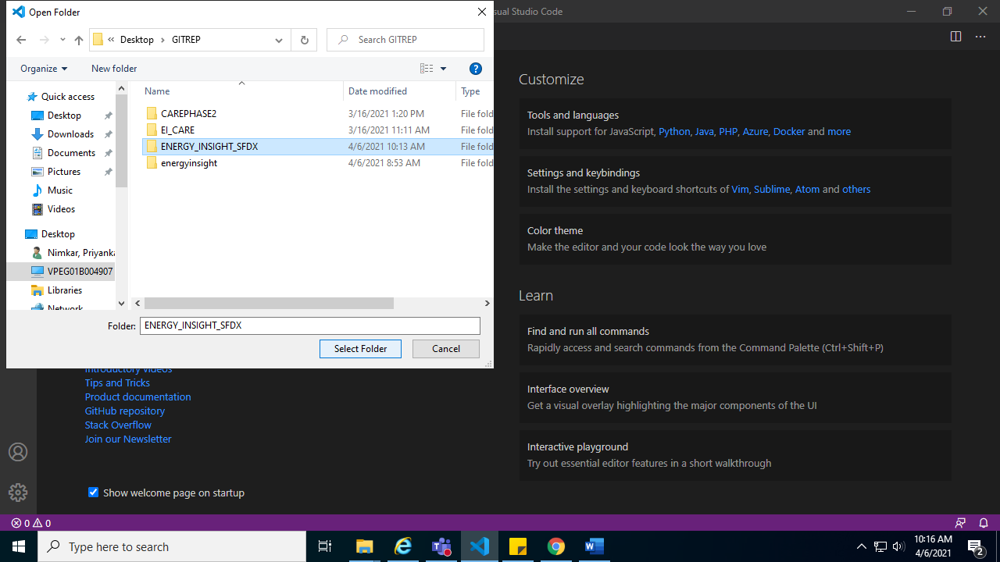 Open Folder
Visual Studio Code
Desktop
GITREP
Search GITREP
Organize
New folder
Name
Date modified
Type
Quick access
Desktop
Downloads
Documents
Pictures
Music
Videos
Desktop
Nimkar, Priyanka
VPEG01B004907
Libraries
Network
CAREPHASE2 3/16/2021 1:20 PM File fold
EI_CARE 3/16/2021 11:11 AM File fold
ENERGY_INSIGHT_SFDX 4/6/2021 10:13 AM File fold
energyinsight 4/6/2021 8:53 AM File fold
Folder: ENERGY_INSIGHT_SFDX
Select Folder
Cancel
Introductory videos
Tips and Tricks
Product documentation
GitHub repository
Stack Overflow
Join our Newsletter
Show welcome page on startup
Customize
Tools and languages
Install support for JavaScript, Python, Java, PHP, Azure, Docker and more
Settings and keybindings
Install the settings and keyboard shortcuts of Vim, Sublime, Atom and others
Color theme
Make the editor and your code look the way you love
Learn
Find and run all commands
Rapidly access and search commands from the Command Palette (Ctrl+Shift+P)
Interface overview
Get a visual overlay highlighting the major components of the UI
Interactive playground
Try out essential editor features in a short walkthrough
0 0
Type here to search
10:16 AM
4/6/2021
2